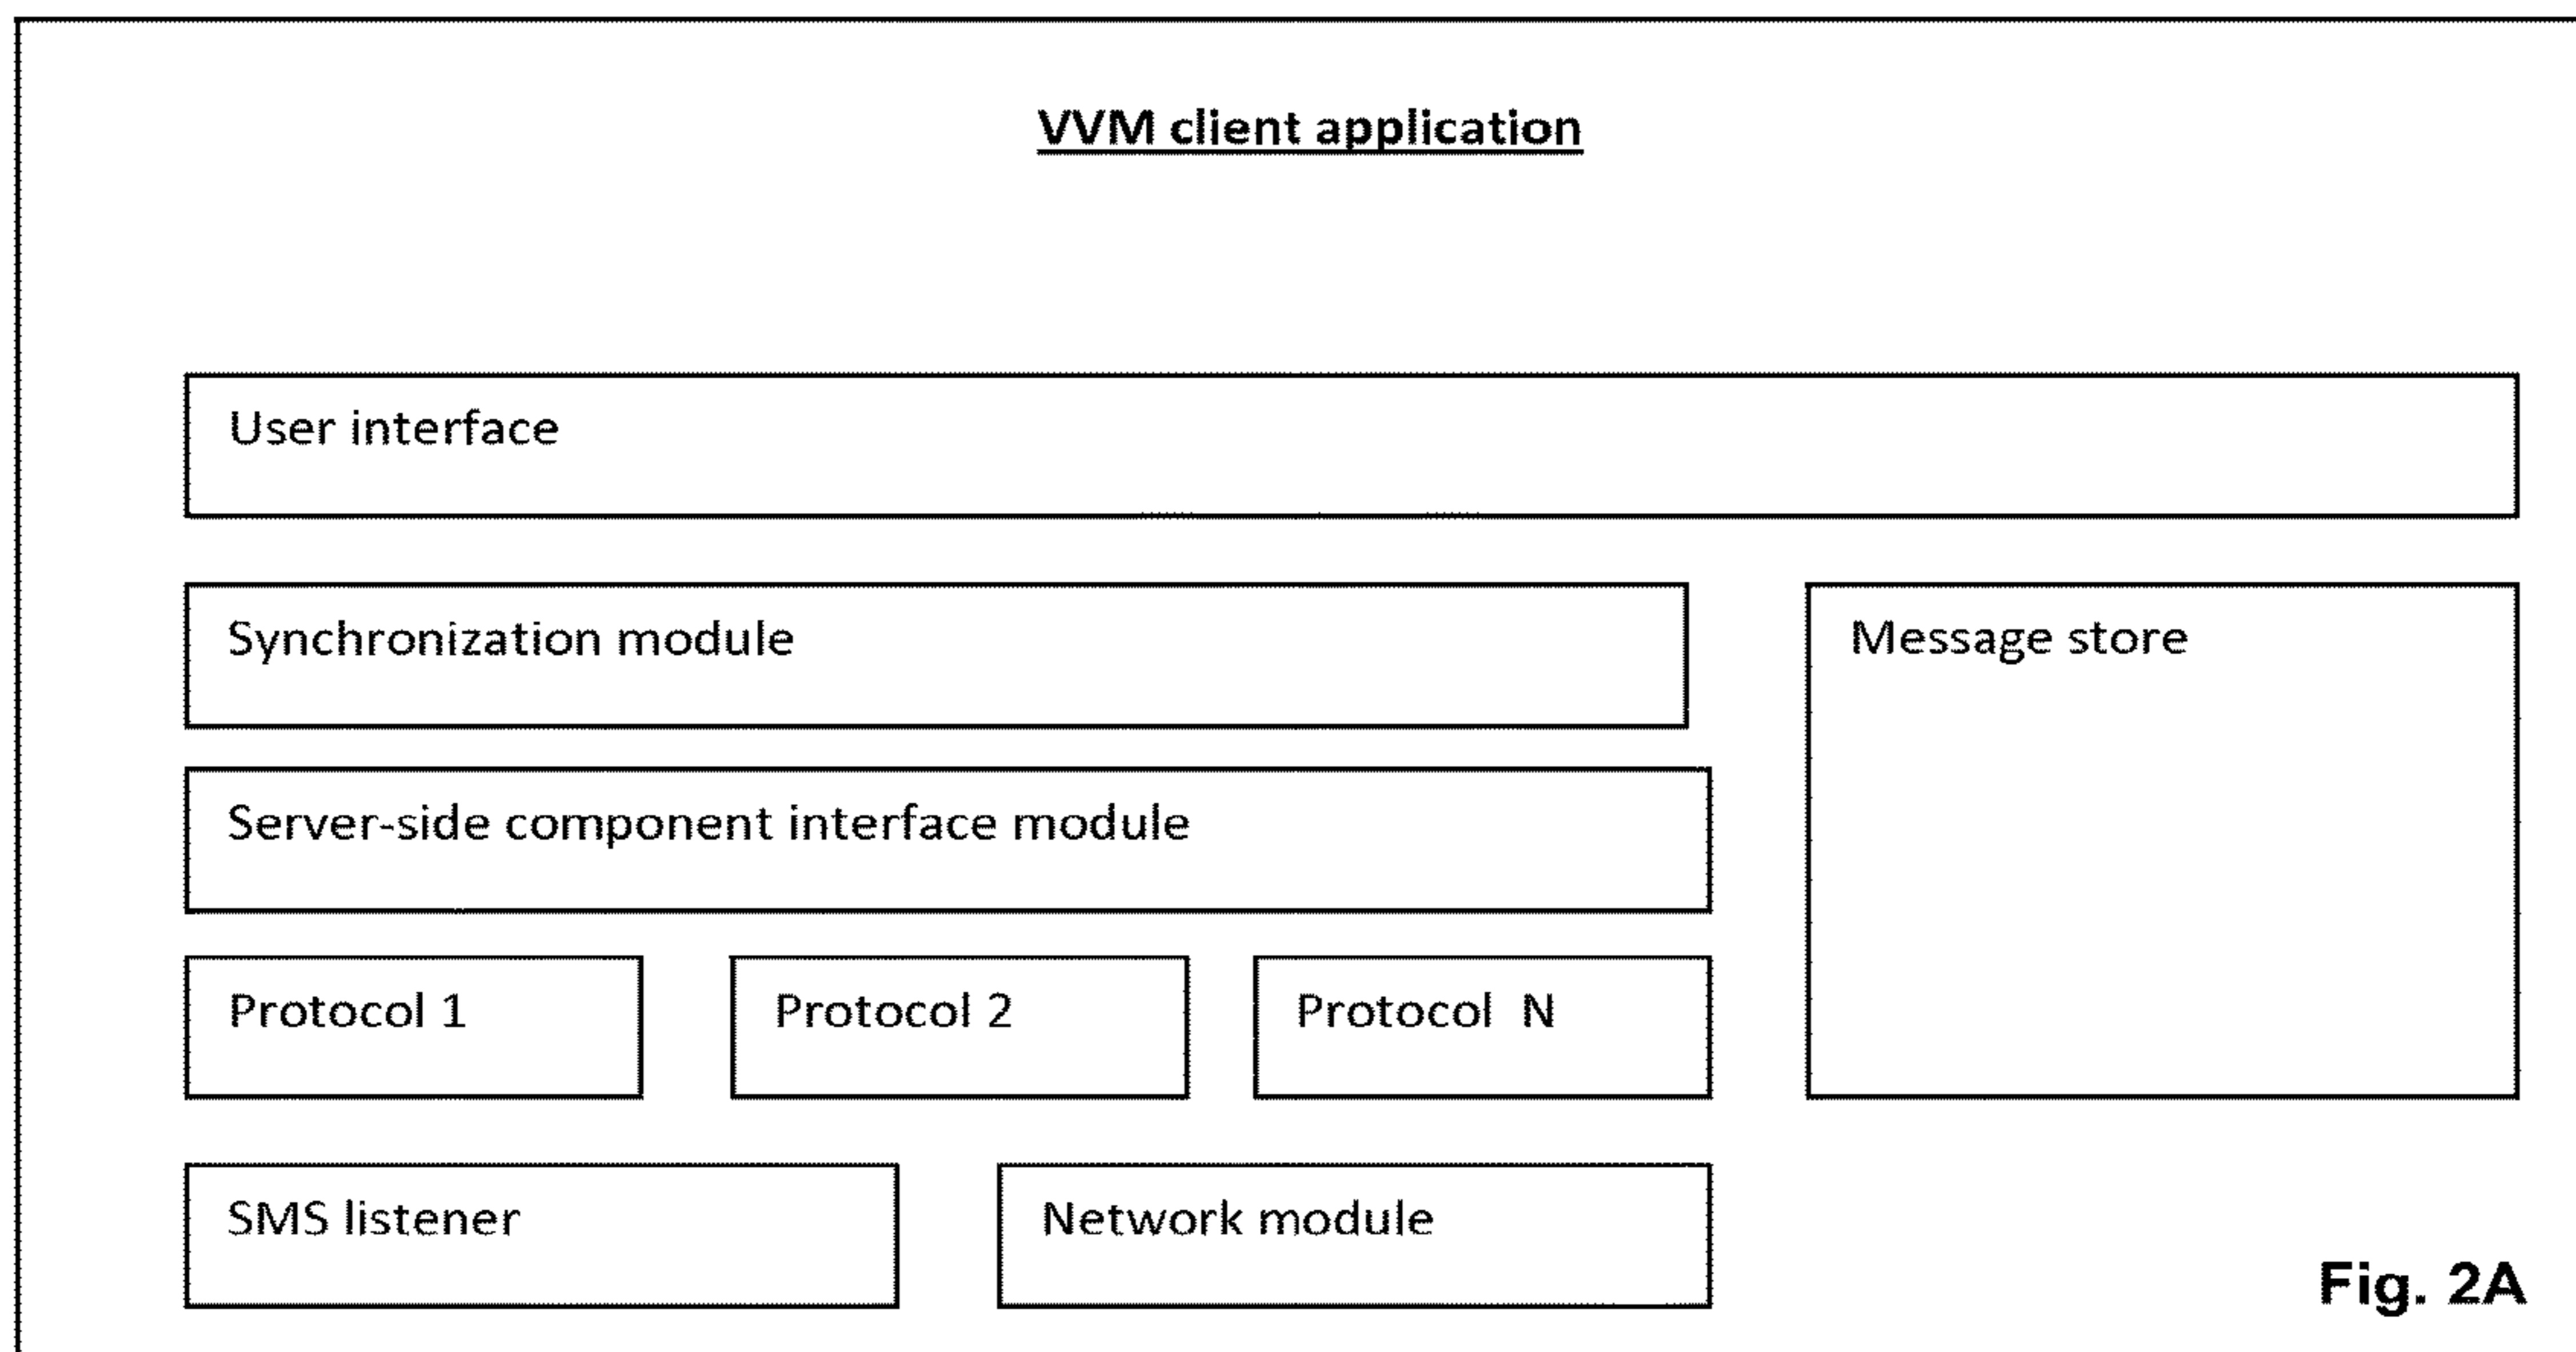 VVM client application
User interface
Synchronization module
Message store
Server-side component interface module
Protocol 1
Protocol 2
Protocol  N
SMS listener
Network module
Fig. 2A